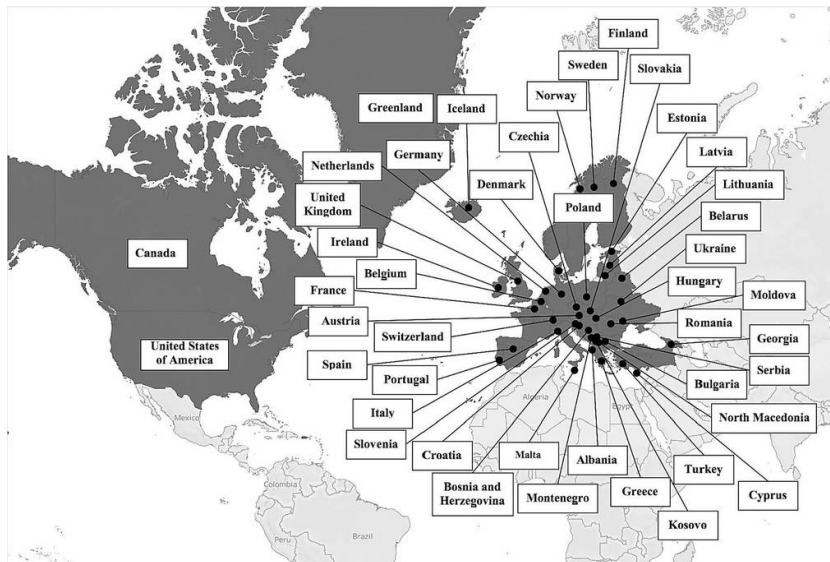 Finland
Sweden
Slovakia
Norway
Greenland
Iceland
Estonia
Czechia
Germany
Latvia
Netherlands
Denmark
Lithuania
United
Kingdom
Poland
Belarus
Ireland
Ukraine
Canada
Belgium
Hungary
France
Moldova
Austria
Romania
Switzerland
United States
of America
Georgia
Spain
Serbia
Portugal
Bulgaria
Algeria
Egypt
Italy
Mexico
North Macedonia
Slovenia
Croatia
Malta
Albania
Turkey
Bosnia and
Herzegovina
Montenegro
Greece
Cyprus
Colombia
Kosovo
Brazil
Peru